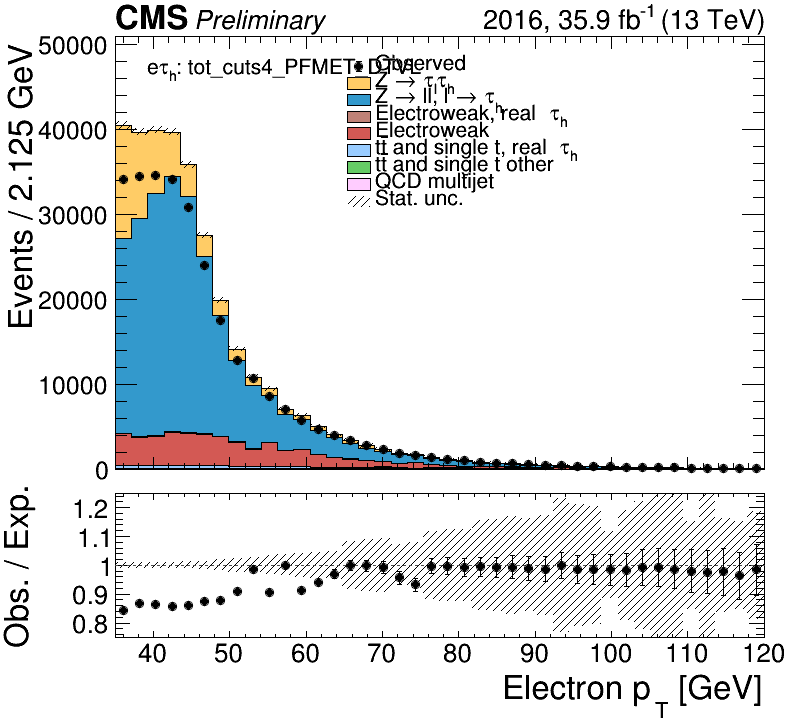 CMS Preliminary 2016, 35.9 fb⁻¹ (13 TeV)
Events / 2.125 GeV
50000
40000
30000
20000
10000
0
eτh: tot_cuts4_PFMET
Observed
Z → τlτh
Z → ll, l → τh
Electroweak, real τh
Electroweak
tt̄ and single t, real τh
tt̄ and single t other
QCD multijet
Stat. unc.
Obs. / Exp.
1.2
1.1
1
0.9
0.8
40 50 60 70 80 90 100 110 120
Electron pT [GeV]